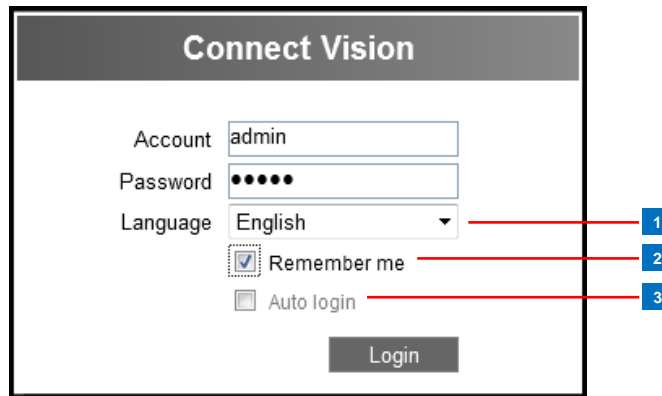 Connect Vision
Account admin
Password •••••
Language English 1
Remember me 2
Auto login 3
Login